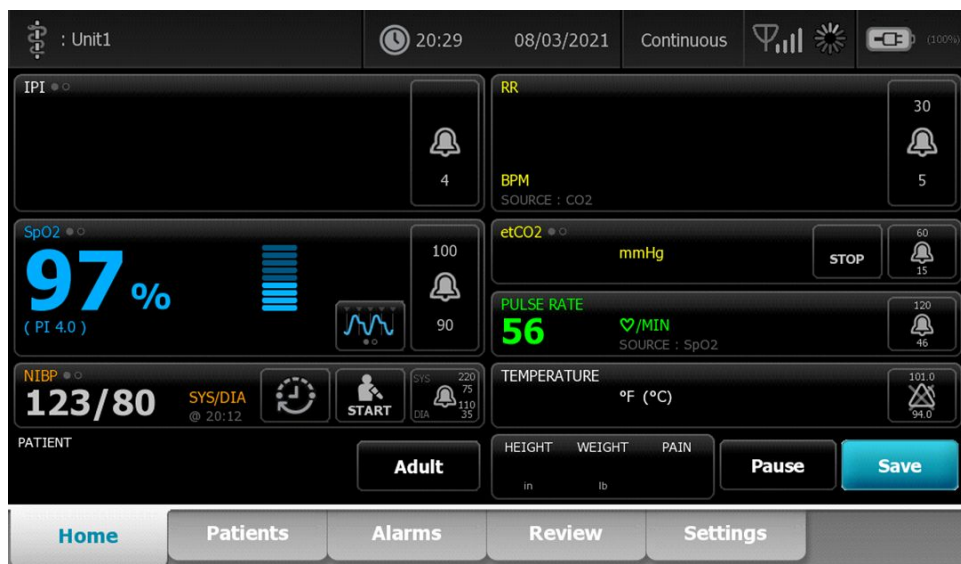 : Unit1
20:29
08/03/2021
Continuous
(100%)
IPI
4
RR
BPM
SOURCE : CO2
30
5
SpO2
97 %
( PI 4.0 )
100
90
etCO2
mmHg
STOP
60
15
PULSE RATE
56 /MIN
SOURCE : SpO2
120
46
NIBP
123/80
SYS/DIA
@ 20:12
START
SYS 220
75
110
DIA 35
TEMPERATURE
°F (°C)
101.0
94.0
PATIENT
Adult
HEIGHT WEIGHT PAIN
in lb
Pause
Save
Home Patients Alarms Review Settings